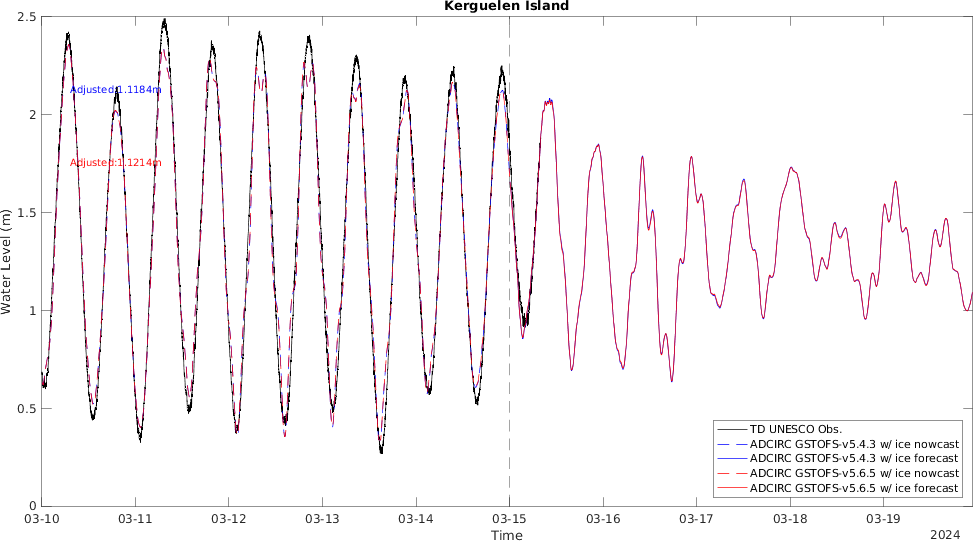 Kerguelen Island
2.5
2
1.5
1
0.5
0
Water Level (m)
Adjusted:1.1184m
Adjusted:1.1214m
TD UNESCO Obs.
ADCIRC GSTOFS-v5.4.3 w/ ice nowcast
ADCIRC GSTOFS-v5.4.3 w/ ice forecast
ADCIRC GSTOFS-v5.6.5 w/ ice nowcast
ADCIRC GSTOFS-v5.6.5 w/ ice forecast
03-10 03-11 03-12 03-13 03-14 03-15 03-16 03-17 03-18 03-19
Time
2024